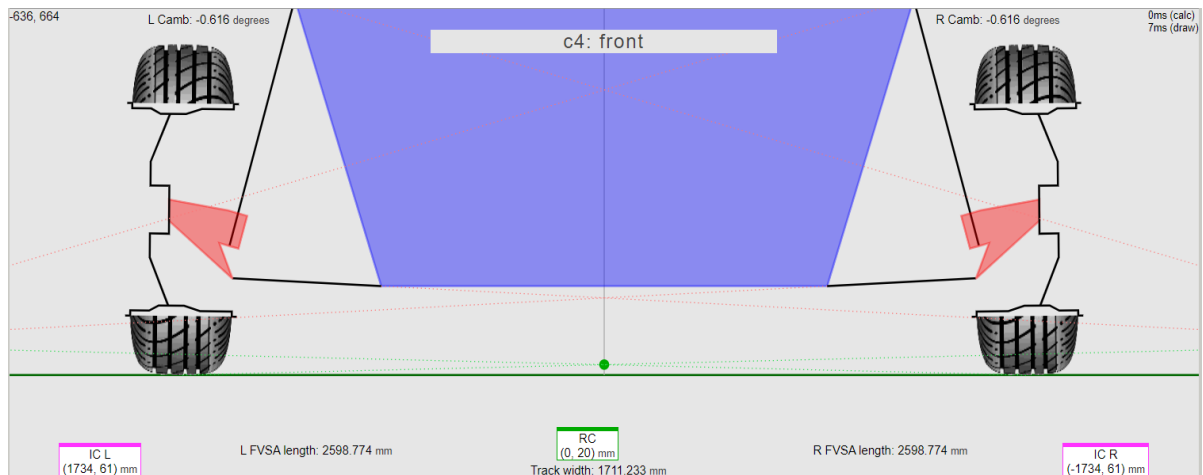 -636, 664
L Camb: -0.616 degrees
R Camb: -0.616 degrees
0ms (calc)
7ms (draw)
c4: front
IC L
(1734, 61) mm
L FVSA length: 2598.774 mm
RC
(0, 20) mm
Track width: 1711.233 mm
R FVSA length: 2598.774 mm
IC R
(-1734, 61) mm